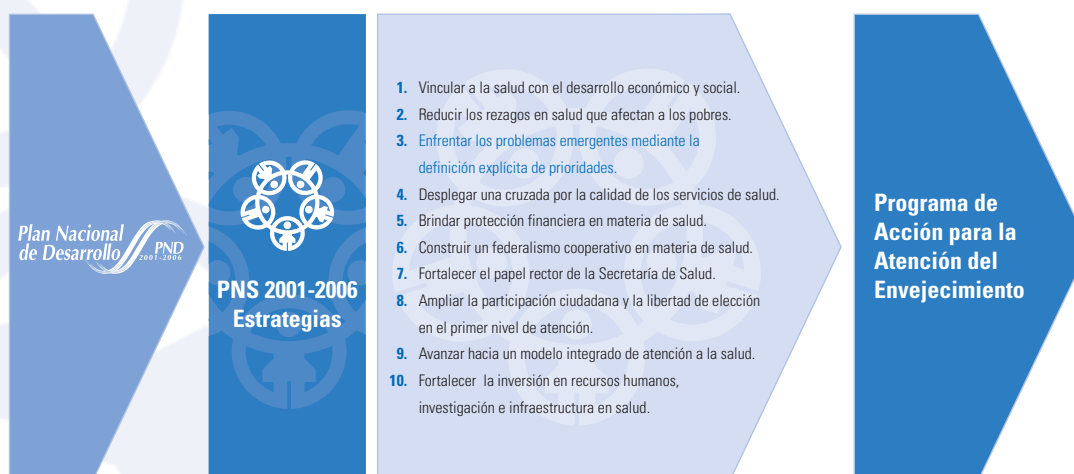 Plan Nacional
de Desarrollo
PND
2001-2006
PNS 2001-2006
Estrategias
1. Vincular a la salud con el desarrollo económico y social.
2. Reducir los rezagos en salud que afectan a los pobres.
3. Enfrentar los problemas emergentes mediante la
definición explícita de prioridades.
4. Desplegar una cruzada por la calidad de los servicios de salud.
5. Brindar protección financiera en materia de salud.
6. Construir un federalismo cooperativo en materia de salud.
7. Fortalecer el papel rector de la Secretaría de Salud.
8. Ampliar la participación ciudadana y la libertad de elección
en el primer nivel de atención.
9. Avanzar hacia un modelo integrado de atención a la salud.
10. Fortalecer la inversión en recursos humanos,
investigación e infraestructura en salud.
Programa de
Acción para la
Atención del
Envejecimiento